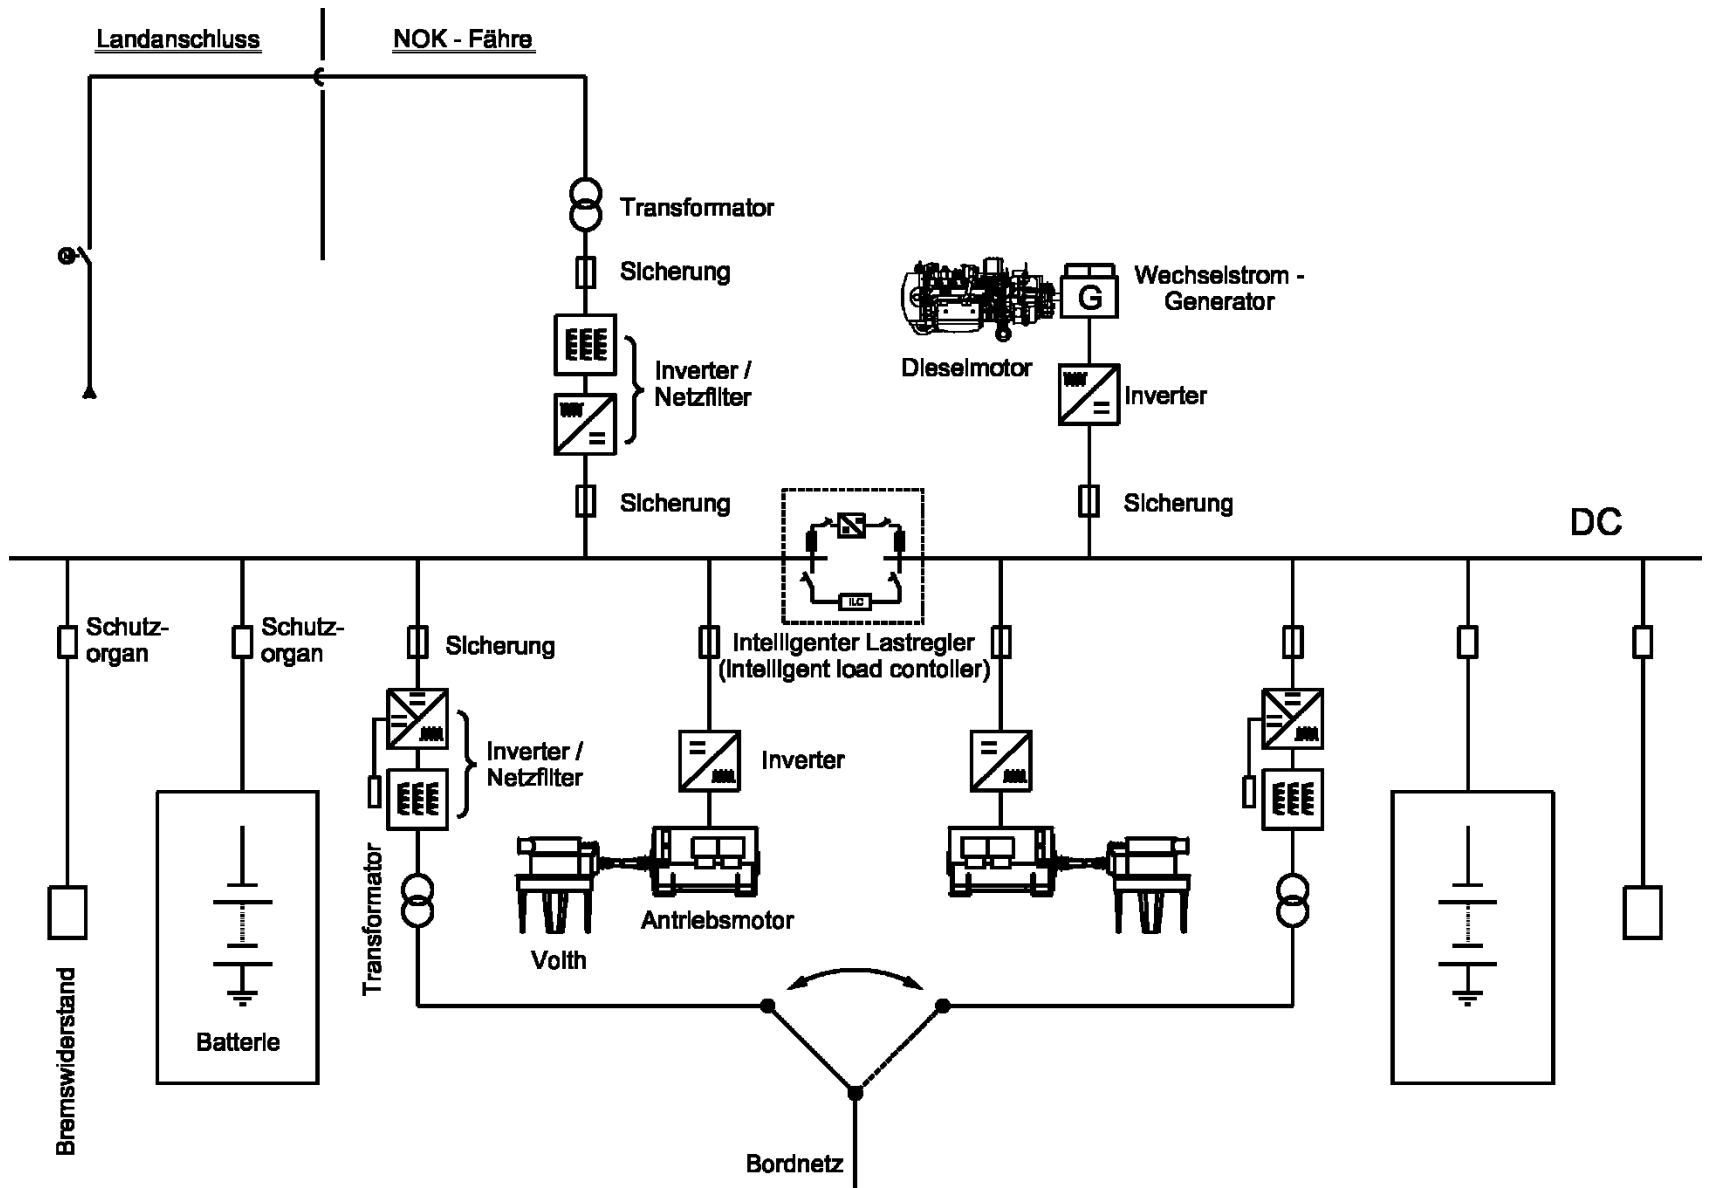 Landanschluss
NOK - Fähre
Transformator
Sicherung
Inverter /
Netzfilter
Sicherung
Wechselstrom -
Generator
G
Dieselmotor
Inverter
Sicherung
DC
ILC
Intelligenter Lastregler
(Intelligent load contoller)
Schutz-
organ
Schutz-
organ
Sicherung
Inverter /
Netzfilter
Inverter
Transformator
Antriebsmotor
Voith
Bremswiderstand
Batterie
Bordnetz